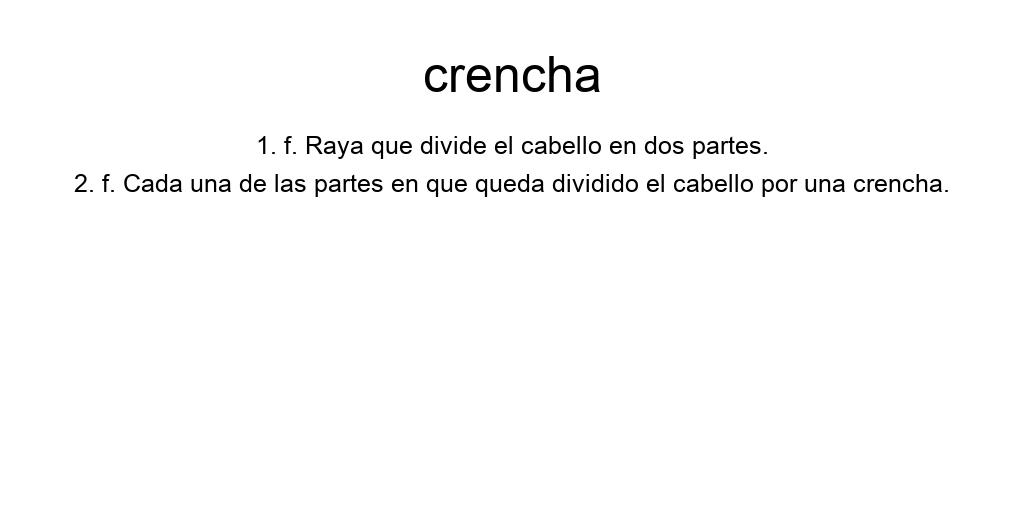 crencha
1. f. Raya que divide el cabello en dos partes.
2. f. Cada una de las partes en que queda dividido el cabello por una crencha.